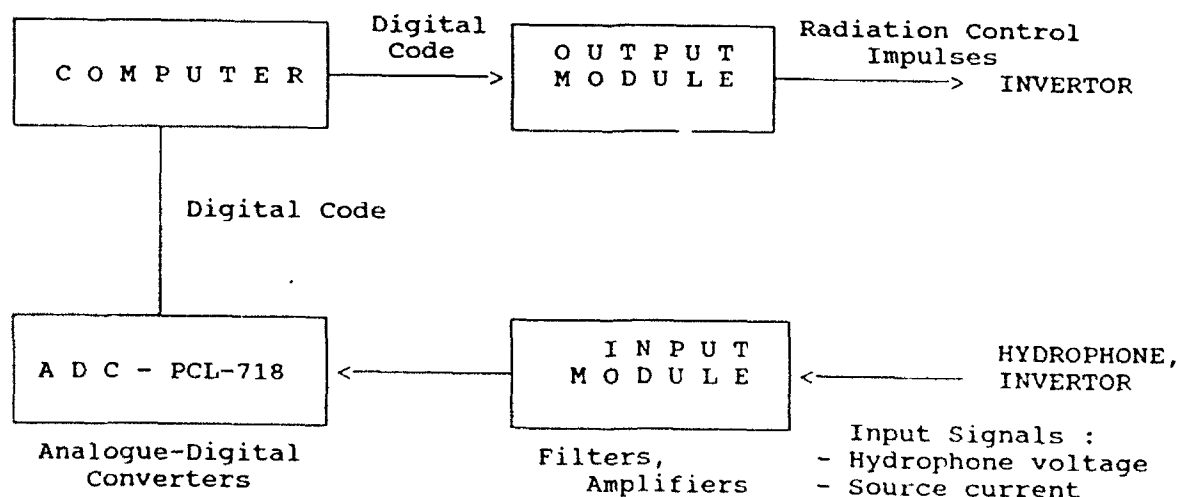 Digital
Code
Radiation Control
Impulses
C O M P U T E R
O U T P U T
M O D U L E
INVERTOR
Digital Code
A D C - PCL-718
I N P U T
M O D U L E
HYDROPHONE,
INVERTOR
Analogue-Digital
Converters
Filters,
Amplifiers
Input Signals :
- Hydrophone voltage
- Source current